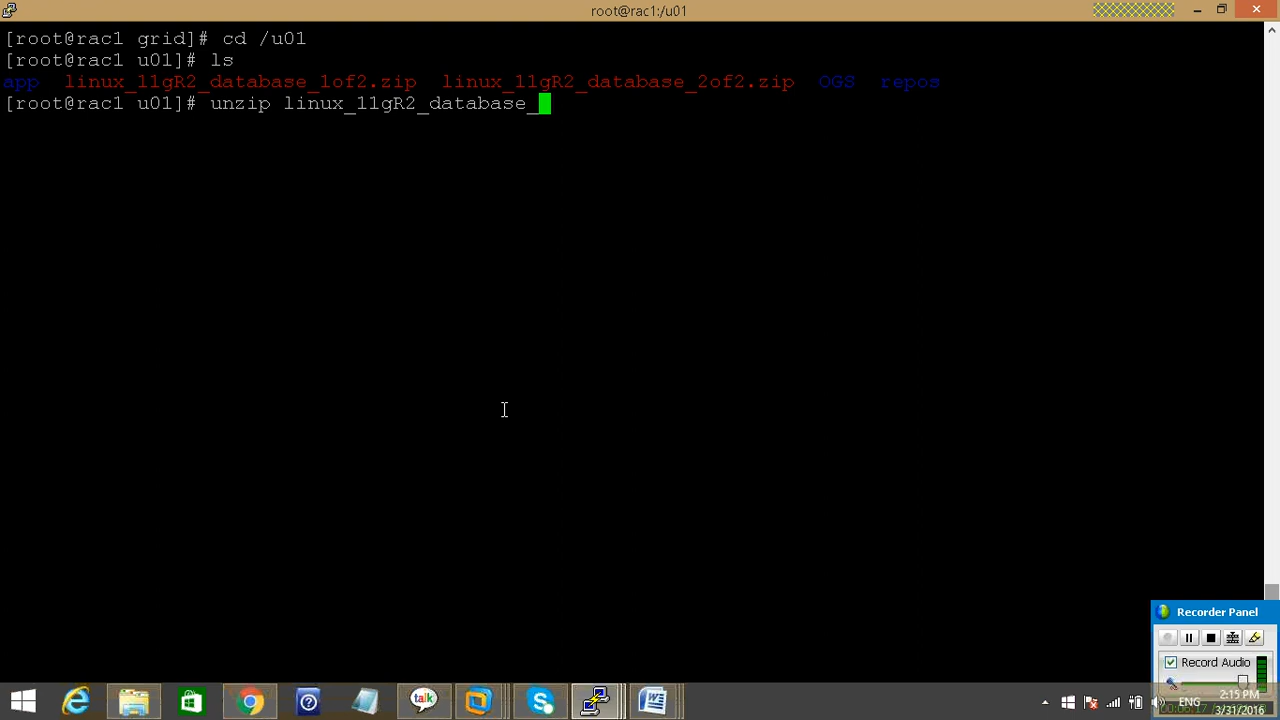 root@rac1:/u01
[root@rac1 grid]# cd /u01
[root@rac1 u01]# ls
app linux_11gR2_database_1of2.zip linux_11gR2_database_2of2.zip OGS repos
[root@rac1 u01]# unzip linux_11gR2_database_
Recorder Panel
Record Audio
talk
ENG
2:15 PM
3/31/2016